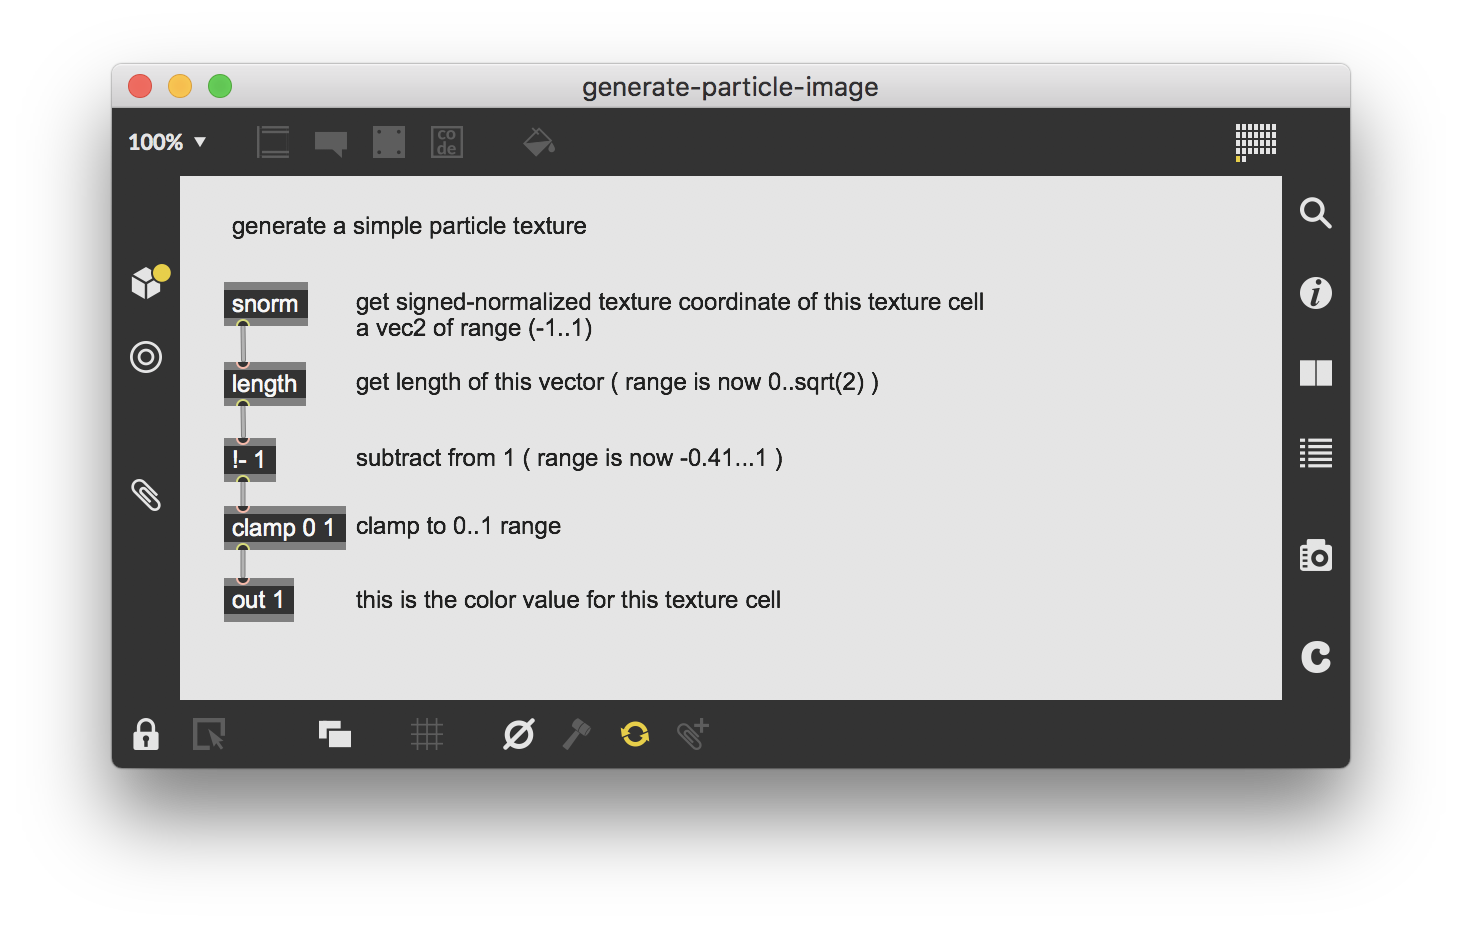 generate-particle-image
100%
co
de
generate a simple particle texture
snorm
get signed-normalized texture coordinate of this texture cell
a vec2 of range (-1..1)
length
get length of this vector ( range is now 0..sqrt(2) )
!- 1
subtract from 1 ( range is now -0.41...1 )
clamp 0 1
clamp to 0..1 range
out 1
this is the color value for this texture cell